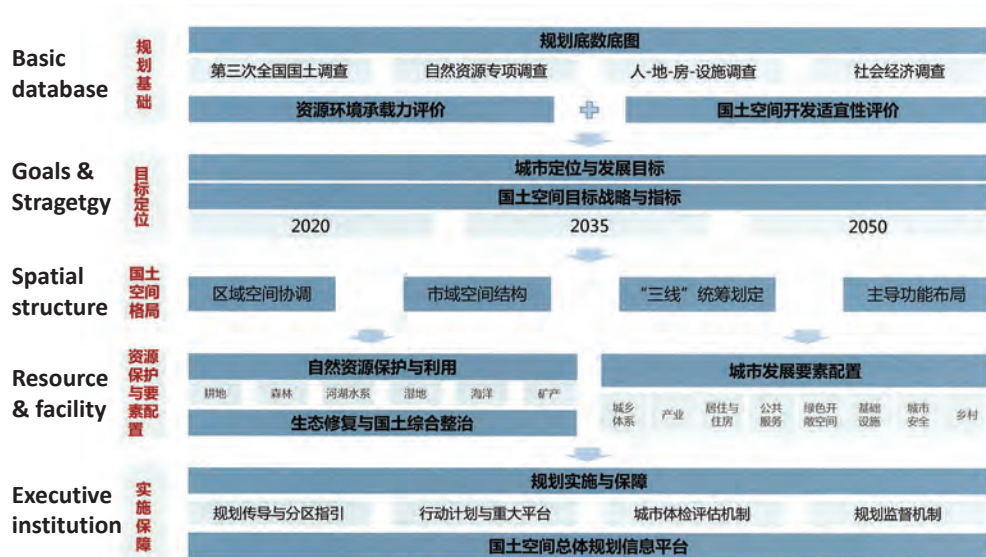 Basic
database
规划基础
规划底数底图
第三次全国国土调查
自然资源专项调查
人-地-房-设施调查
社会经济调查
资源环境承载力评价
国土空间开发适宜性评价
Goals &
Stragetgy
目标定位
城市定位与发展目标
国土空间目标战略与指标
2020
2035
2050
Spatial
structure
国土
空间
格局
区域空间协调
市域空间结构
“三线”统筹划定
主导功能布局
Resource
& facility
资源
保护
与要
素配
置
自然资源保护与利用
耕地
森林
河湖水系
湿地
海洋
矿产
生态修复与国土综合整治
城市发展要素配置
城乡
体系
产业
居住与
住房
公共
服务
绿色开
敞空间
基础
设施
城市
安全
乡村
Executive
institution
实施保障
规划实施与保障
规划传导与分区指引
行动计划与重大平台
城市体检评估机制
规划监督机制
国土空间总体规划信息平台